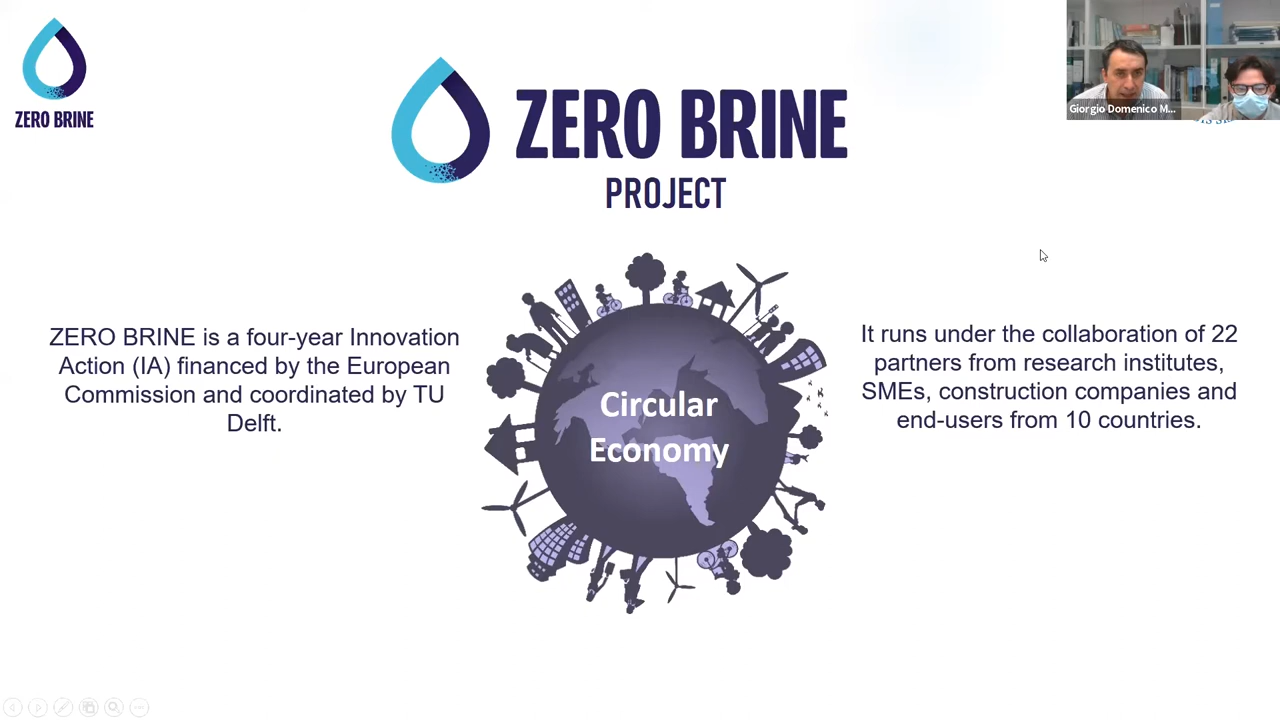 ZERO BRINE
ZERO BRINE
PROJECT
Giorgio Domenico M...
ZERO BRINE is a four-year Innovation
Action (IA) financed by the European
Commission and coordinated by TU
Delft.
Circular
Economy
It runs under the collaboration of 22
partners from research institutes,
SMEs, construction companies and
end-users from 10 countries.